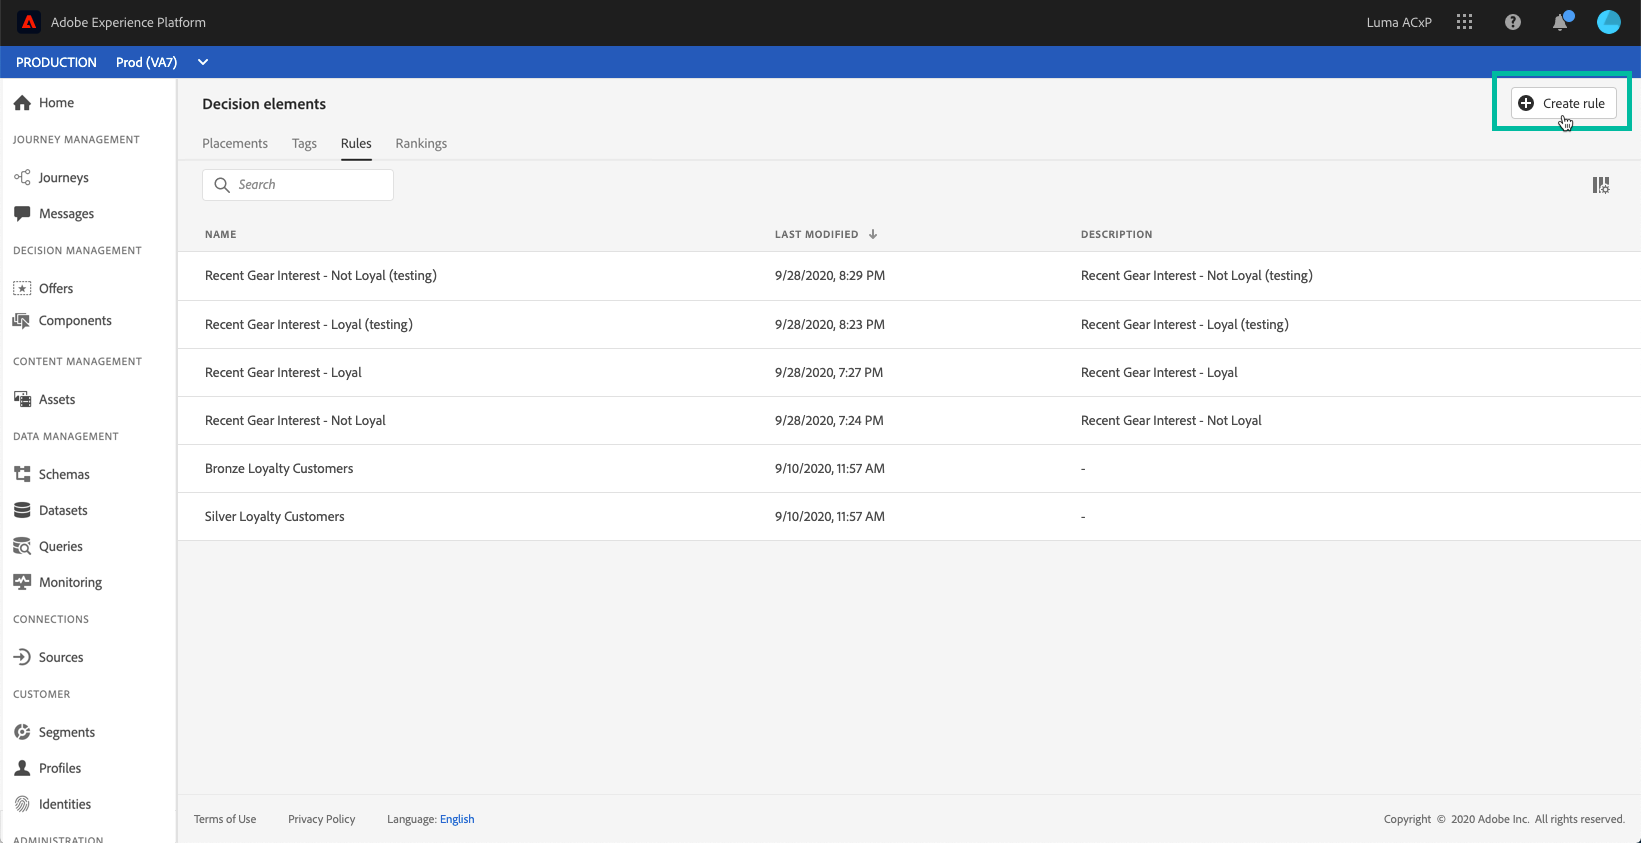 Adobe Experience Platform
Luma ACxP
PRODUCTION Prod (VA7)
Home
JOURNEY MANAGEMENT
Journeys
Messages
DECISION MANAGEMENT
Offers
Components
CONTENT MANAGEMENT
Assets
DATA MANAGEMENT
Schemas
Datasets
Queries
Monitoring
CONNECTIONS
Sources
CUSTOMER
Segments
Profiles
Identities
ADMINISTRATION
Decision elements
Create rule
Placements Tags Rules Rankings
Search
NAME LAST MODIFIED DESCRIPTION
Recent Gear Interest - Not Loyal (testing) 9/28/2020, 8:29 PM Recent Gear Interest - Not Loyal (testing)
Recent Gear Interest - Loyal (testing) 9/28/2020, 8:23 PM Recent Gear Interest - Loyal (testing)
Recent Gear Interest - Loyal 9/28/2020, 7:27 PM Recent Gear Interest - Loyal
Recent Gear Interest - Not Loyal 9/28/2020, 7:24 PM Recent Gear Interest - Not Loyal
Bronze Loyalty Customers 9/10/2020, 11:57 AM -
Silver Loyalty Customers 9/10/2020, 11:57 AM -
Terms of Use Privacy Policy Language: English Copyright © 2020 Adobe Inc. All rights reserved.